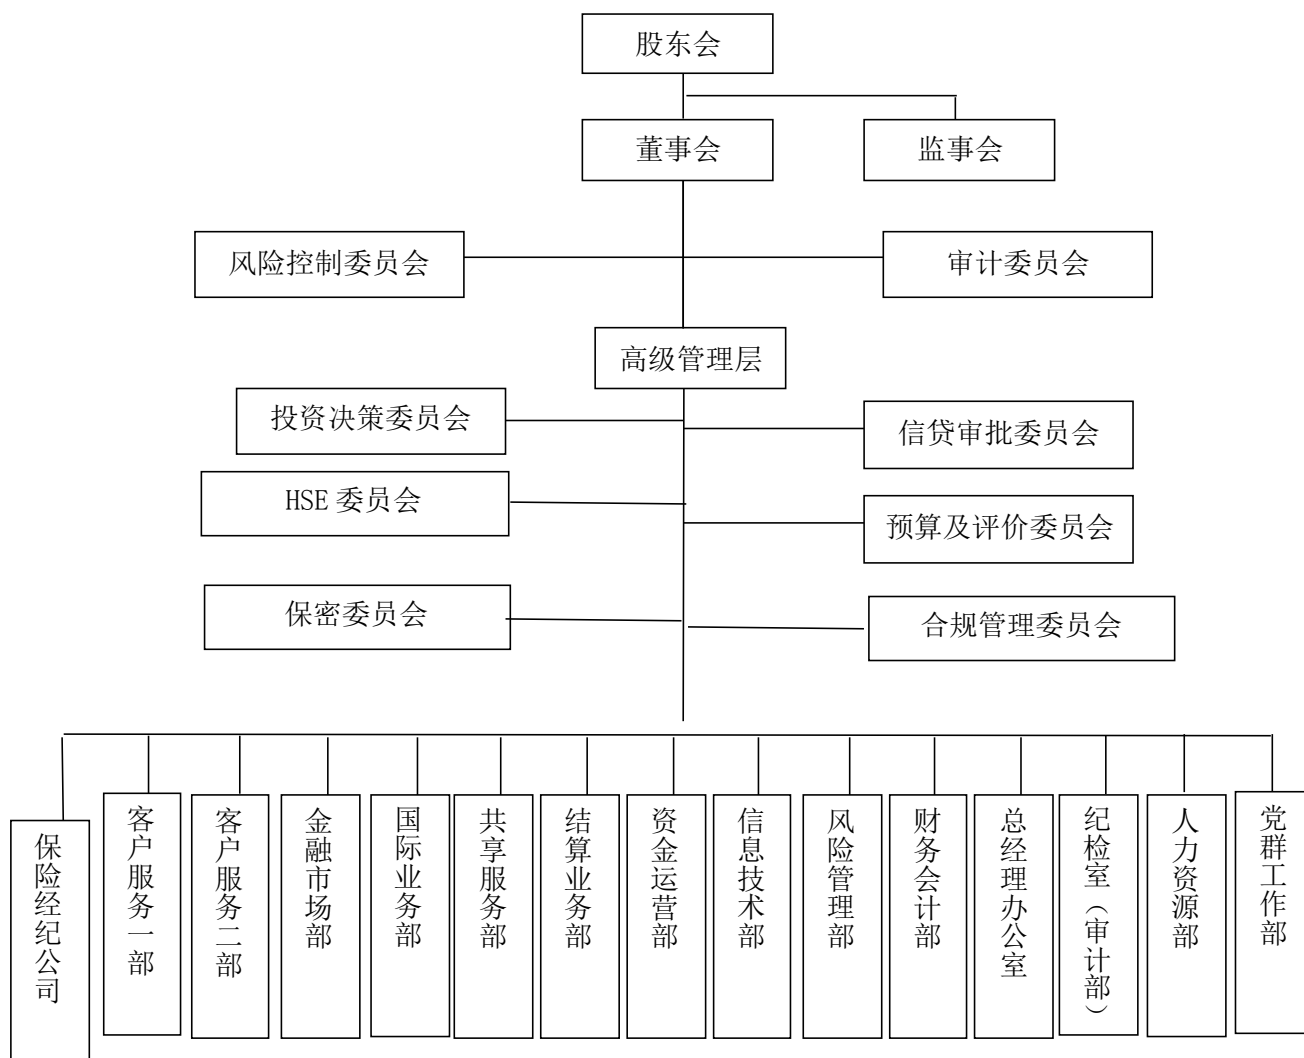 股东会
董事会
监事会
风险控制委员会
审计委员会
高级管理层
投资决策委员会
信贷审批委员会
HSE 委员会
预算及评价委员会
保密委员会
合规管理委员会
保险经纪公司
客户服务一部
客户服务二部
金融市场部
国际业务部
共享服务部
结算业务部
资金运营部
信息技术部
风险管理部
财务会计部
总经理办公室
纪检室（审计部）
人力资源部
党群工作部